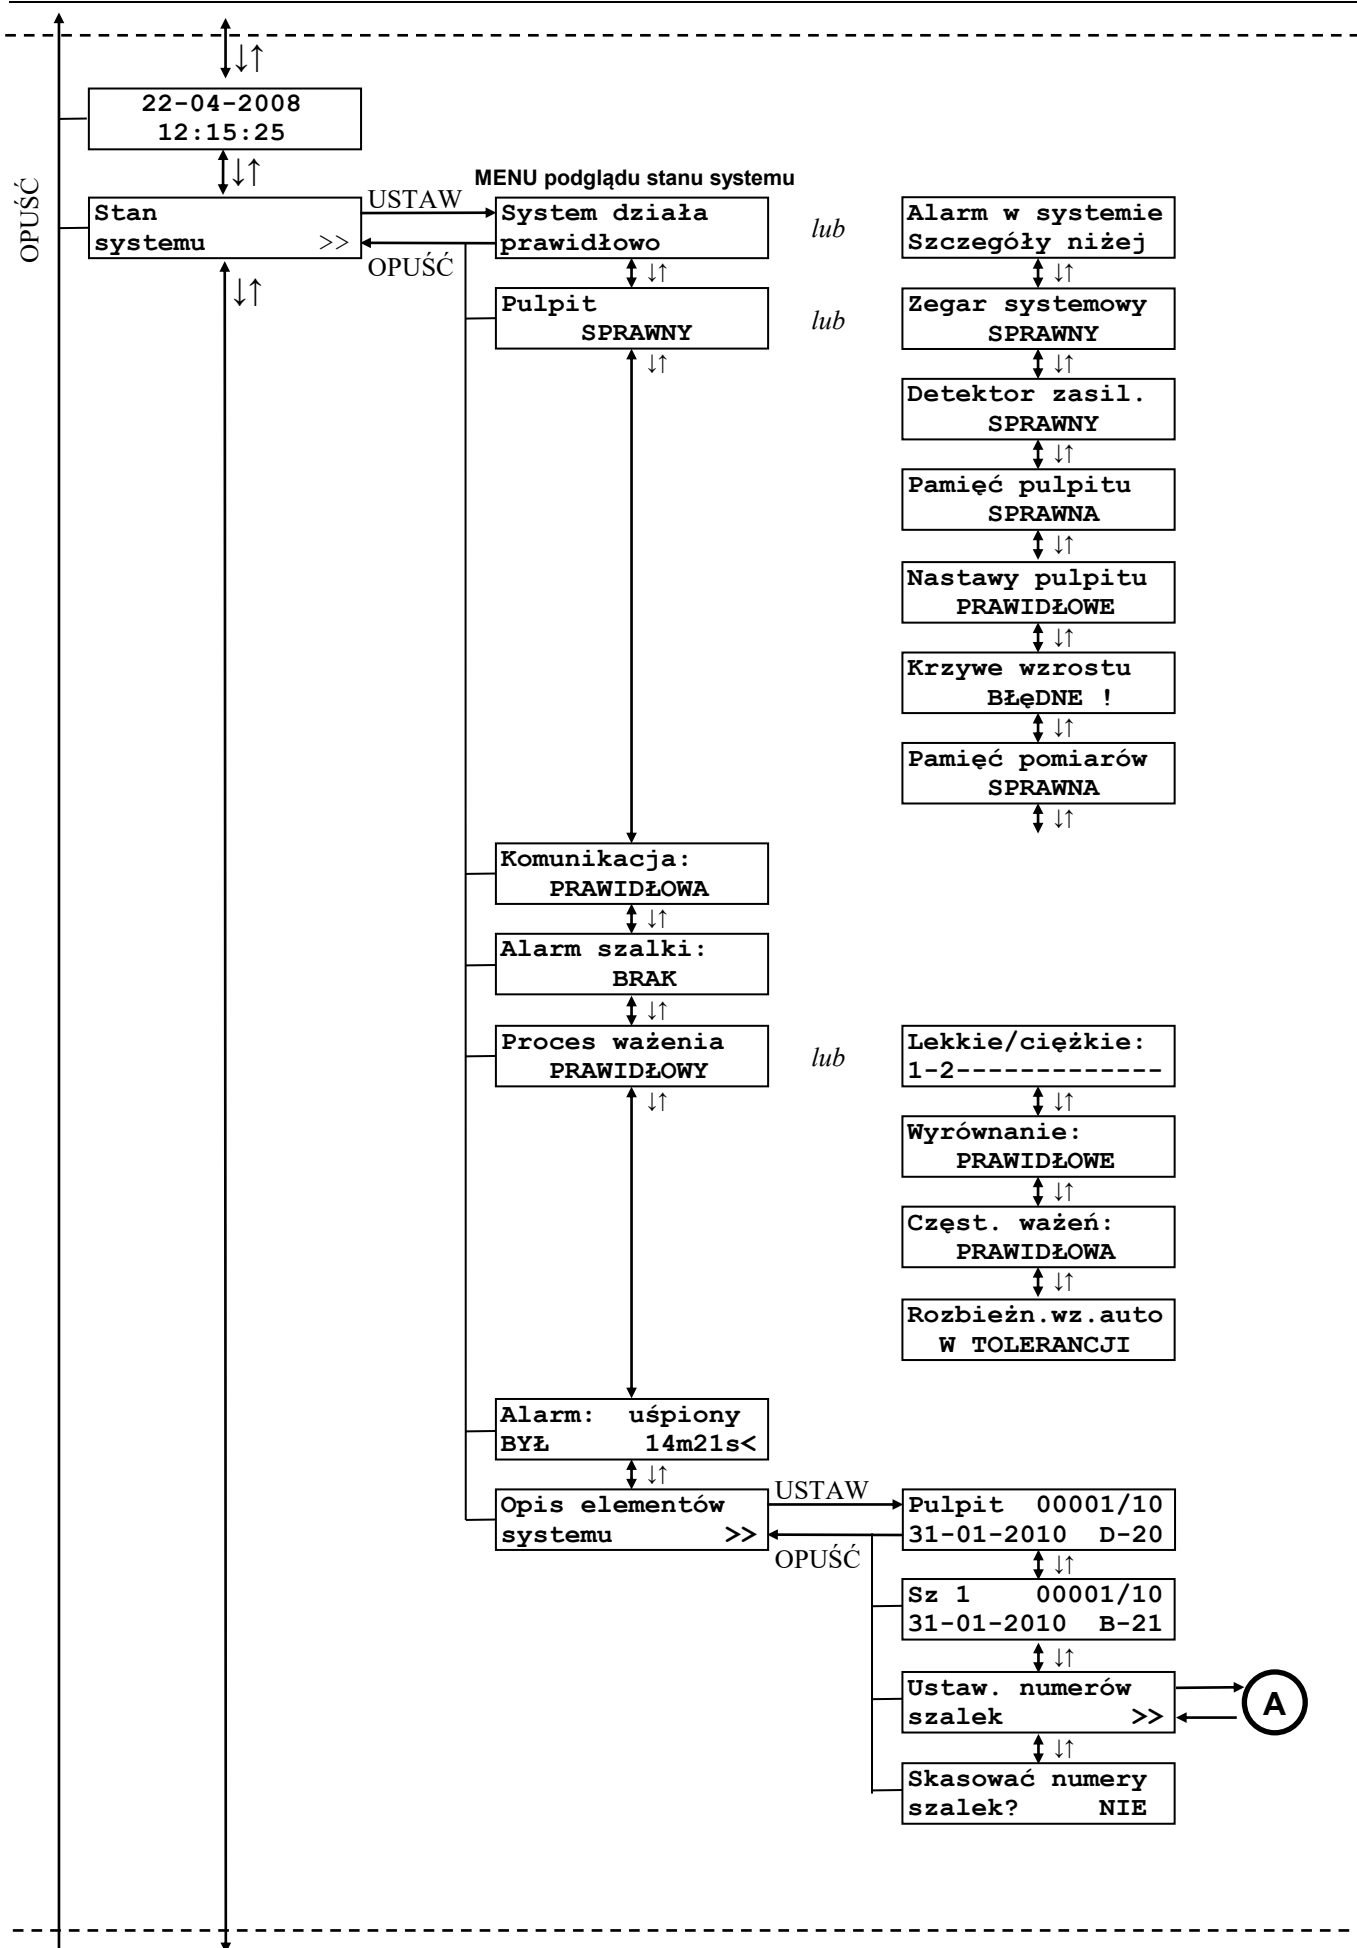 ↓↑
22-04-2008
12:15:25
↓↑
OPUŚĆ
MENU podglądu stanu systemu
Stan
systemu >>
USTAW
OPUŚĆ
↓↑
System działa
prawidłowo
lub
Alarm w systemie
Szczegóły niżej
↓↑
↓↑
Pulpit
SPRAWNY
lub
Zegar systemowy
SPRAWNY
↓↑
↓↑
Detektor zasil.
SPRAWNY
↓↑
Pamięć pulpitu
SPRAWNA
↓↑
Nastawy pulpitu
PRAWIDŁOWE
↓↑
Krzywe wzrostu
BŁęDNE !
↓↑
Pamięć pomiarów
SPRAWNA
↓↑
Komunikacja:
PRAWIDŁOWA
↓↑
Alarm szalki:
BRAK
↓↑
Proces ważenia
PRAWIDŁOWY
↓↑
lub
Lekkie/ciężkie:
1-2-------------
↓↑
Wyrównanie:
PRAWIDŁOWE
↓↑
Częst. ważeń:
PRAWIDŁOWA
↓↑
Rozbieżn.wz.auto
W TOLERANCJI
Alarm: uśpiony
BYŁ 14m21s<
↓↑
Opis elementów
systemu >>
USTAW
OPUŚĆ
Pulpit 00001/10
31-01-2010 D-20
↓↑
Sz 1 00001/10
31-01-2010 B-21
↓↑
Ustaw. numerów
szalek >>
A
↓↑
Skasować numery
szalek? NIE